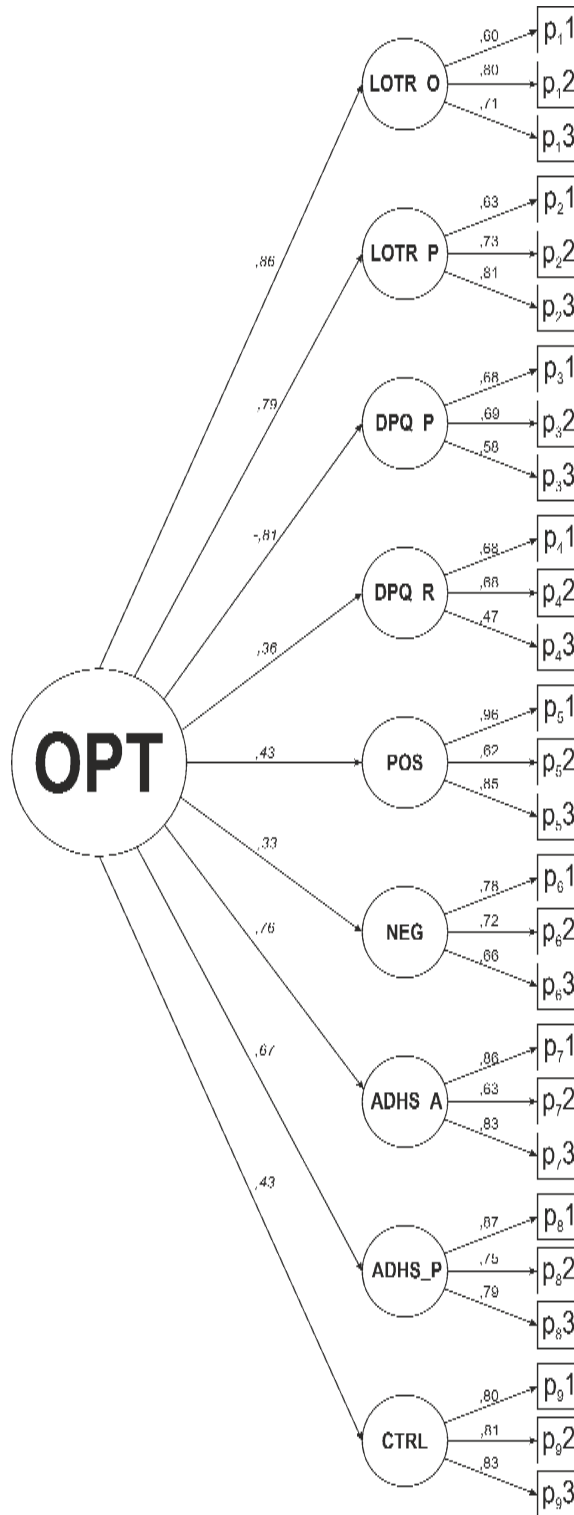 OPT
,86
,79
-,81
,36
,43
,33
,76
,67
,43
LOTR O
,60
,80
,71
p₁1
p₁2
p₁3
LOTR P
,63
,73
,81
p₂1
p₂2
p₂3
DPQ P
,68
,69
,58
p₃1
p₃2
p₃3
DPQ R
,68
,68
,47
p₄1
p₄2
p₄3
POS
,96
,62
,85
p₅1
p₅2
p₅3
NEG
,78
,72
,66
p₆1
p₆2
p₆3
ADHS A
,86
,63
,83
p₇1
p₇2
p₇3
ADHS_P
,87
,75
,79
p₈1
p₈2
p₈3
CTRL
,80
,81
,83
p₉1
p₉2
p₉3